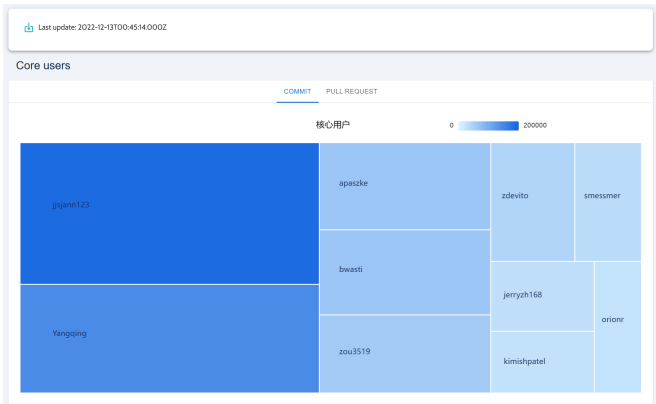 Last update: 2022-12-13T00:45:14.000Z
Core users
COMMIT PULL REQUEST
核心用户 0 200000
jjsjann123
apaszke
zdevito
smessmer
bwasti
jerryzh168
orionr
Yangqing
zou3519
kimishpatel